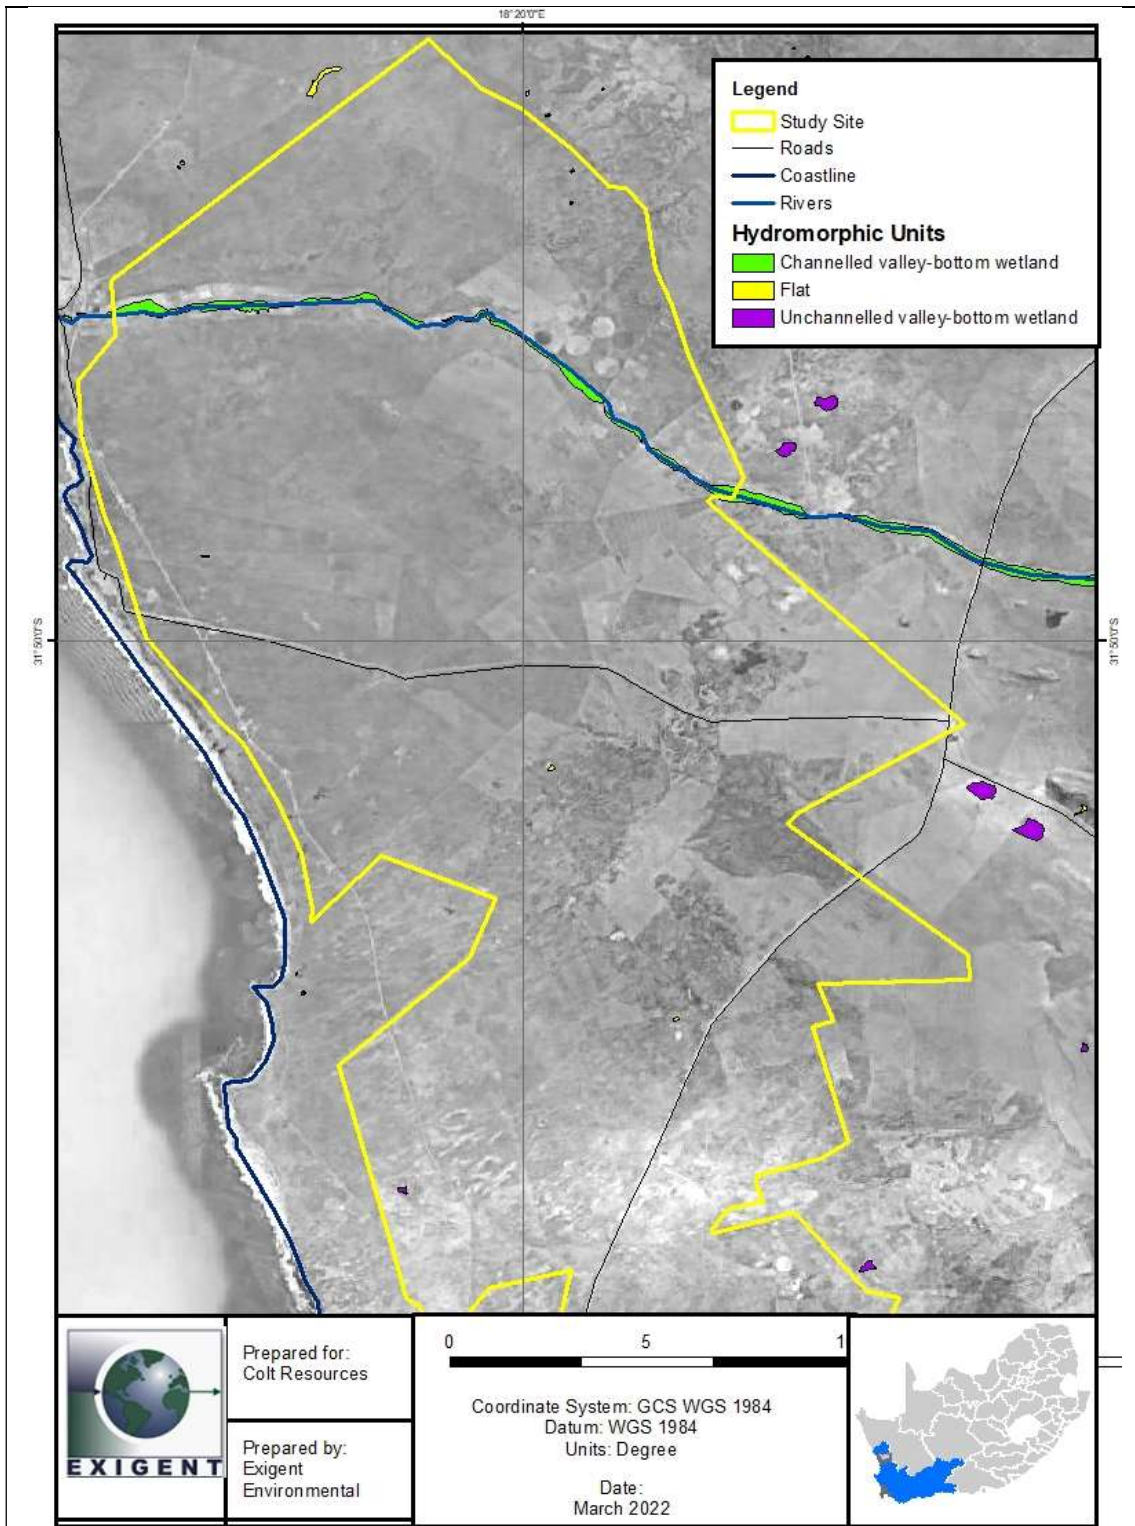 18°20'0"E
Legend
Study Site
Roads
Coastline
Rivers
Hydromorphic Units
Channelled valley-bottom wetland
Flat
Unchannelled valley-bottom wetland
31°50'0"S
31°50'0"S
EXIGENT
Prepared for:
Colt Resources
Prepared by:
Exigent
Environmental
0 5 1
Coordinate System: GCS WGS 1984
Datum: WGS 1984
Units: Degree
Date:
March 2022